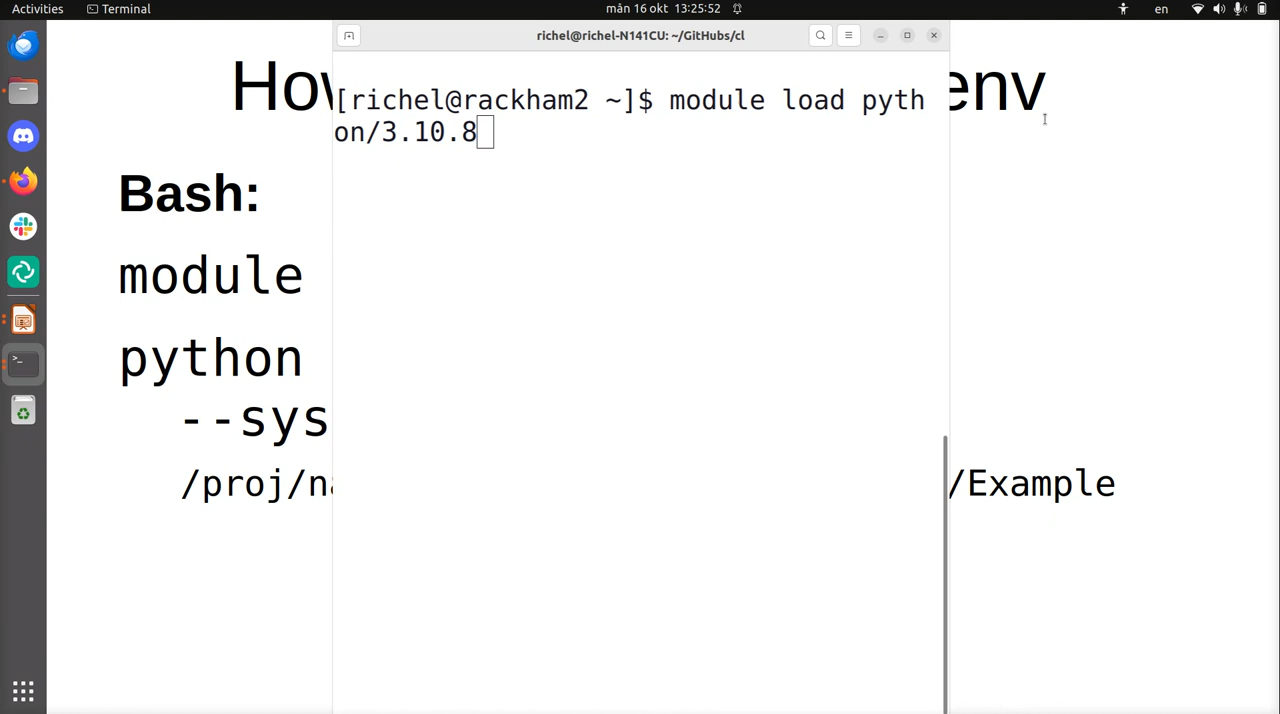 Activities Terminal mån 16 okt 13:25:52 en
richel@richel-N141CU: ~/GitHubs/cl
[richel@rackham2 ~]$ module load pyth
on/3.10.8
env
Bash:
module
python
--sys
/proj/na /Example